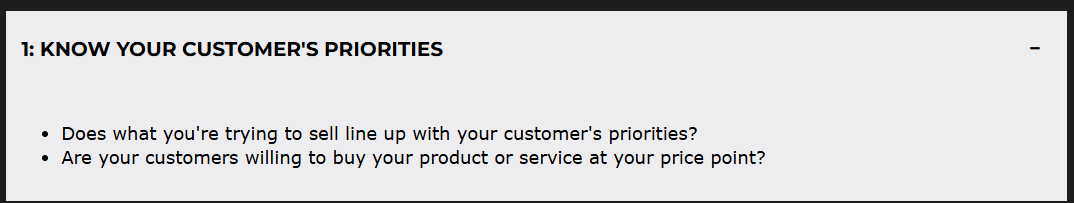 1: KNOW YOUR CUSTOMER'S PRIORITIES −
• Does what you're trying to sell line up with your customer's priorities?
• Are your customers willing to buy your product or service at your price point?